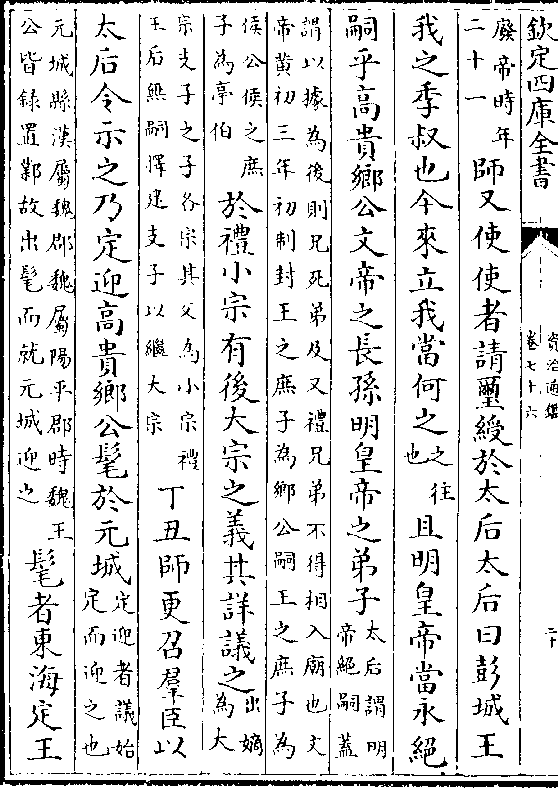 欽定四庫全書
資治通鑑
卷七十六
二十
廢帝時年
二十一
師又使使者請璽綬於太后太后曰彭城王
我之季叔也今來立我當何之
之往
也
且明皇帝當永絕
嗣乎高貴鄉公文帝之長孫明皇帝之弟子
太后謂明
帝絕嗣蓋
謂以據為後則兄死弟及又禮兄弟不得相入廟也文
帝黃初三年初制封王之庶子為鄉公嗣王之庶子為
侯公侯之庶
子為亭伯
於禮小宗有後大宗之義其詳議之
出嫡
為大
宗支子之子各宗其父為小宗禮
王后無嗣擇建支子以繼大宗
丁丑師更召羣臣以
太后令示之乃定迎高貴鄉公髦於元城
定迎者議始
定而迎之也
元城縣漢屬魏郡魏屬陽平郡時魏王
公皆錄置鄴故出髦而就元城迎之
髦者東海定王